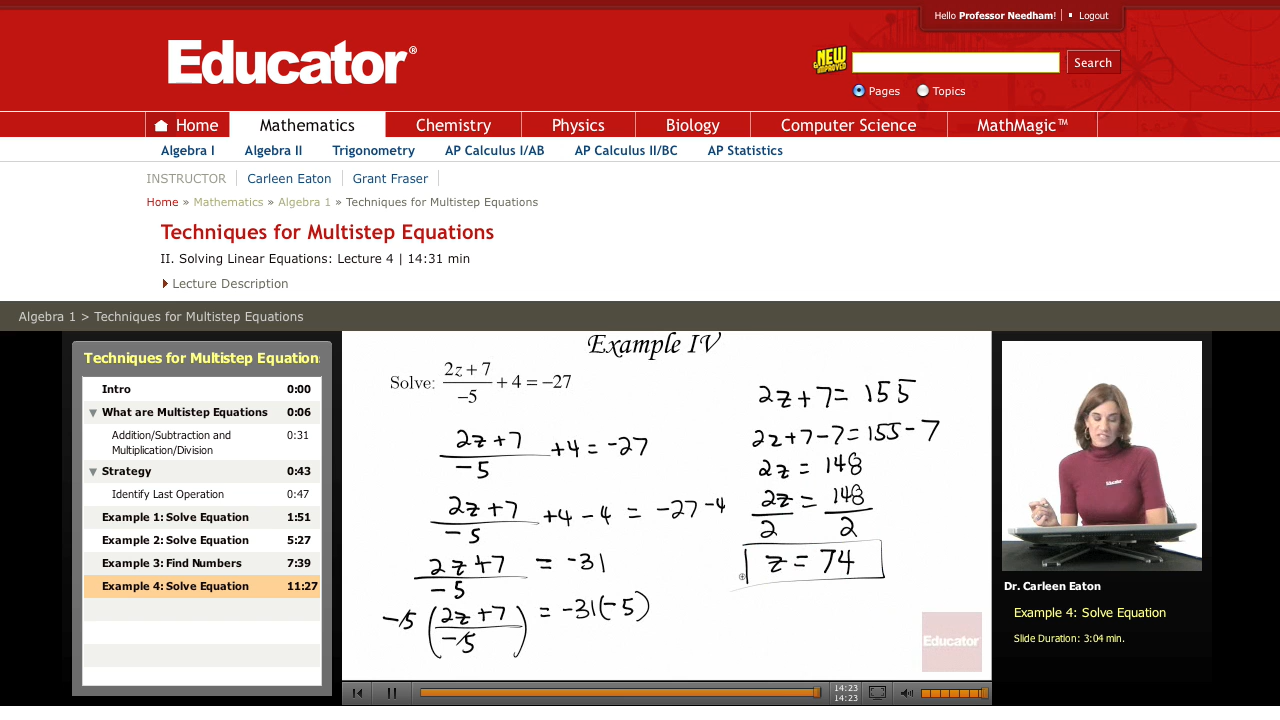 Hello Professor Needham! Logout
Educator®
NEW & IMPROVED
Search
Pages Topics
Home Mathematics Chemistry Physics Biology Computer Science MathMagic™
Algebra I Algebra II Trigonometry AP Calculus I/AB AP Calculus II/BC AP Statistics
INSTRUCTOR Carleen Eaton Grant Fraser
Home » Mathematics » Algebra 1 » Techniques for Multistep Equations
Techniques for Multistep Equations
II. Solving Linear Equations: Lecture 4 | 14:31 min
Lecture Description
Algebra 1 > Techniques for Multistep Equations
Techniques for Multistep Equation
Intro 0:00
What are Multistep Equations 0:06
Addition/Subtraction and 0:31
Multiplication/Division
Strategy 0:43
Identify Last Operation 0:47
Example 1: Solve Equation 1:51
Example 2: Solve Equation 5:27
Example 3: Find Numbers 7:39
Example 4: Solve Equation 11:27
Example IV
Solve: (2z + 7)/-5 + 4 = -27
(2z + 7)/-5 + 4 = -27
(2z + 7)/-5 + 4 - 4 = -27 - 4
(2z + 7)/-5 = -31
-5 ((2z + 7)/-5) = -31(-5)
2z + 7 = 155
2z + 7 - 7 = 155 - 7
2z = 148
2z/2 = 148/2
z = 74
Educator
14:23
14:23
Educator
Dr. Carleen Eaton
Example 4: Solve Equation
Slide Duration: 3:04 min.